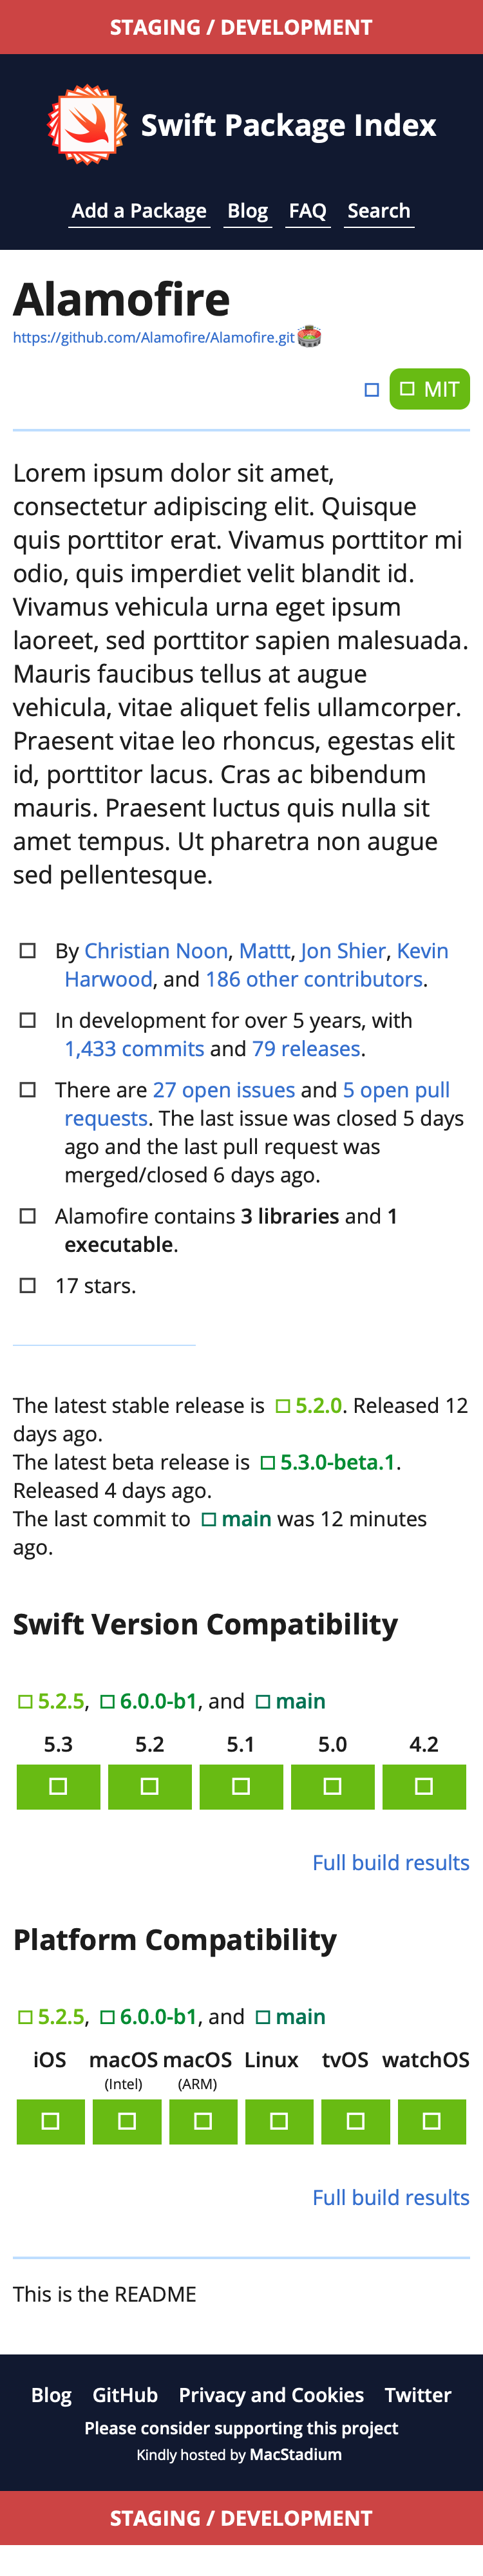 STAGING / DEVELOPMENT
Swift Package Index
Add a Package Blog FAQ Search
Alamofire
https://github.com/Alamofire/Alamofire.git
MIT
Lorem ipsum dolor sit amet,
consectetur adipiscing elit. Quisque
quis porttitor erat. Vivamus porttitor mi
odio, quis imperdiet velit blandit id.
Vivamus vehicula urna eget ipsum
laoreet, sed porttitor sapien malesuada.
Mauris faucibus tellus at augue
vehicula, vitae aliquet felis ullamcorper.
Praesent vitae leo rhoncus, egestas elit
id, porttitor lacus. Cras ac bibendum
mauris. Praesent luctus quis nulla sit
amet tempus. Ut pharetra non augue
sed pellentesque.
By Christian Noon, Mattt, Jon Shier, Kevin
Harwood, and 186 other contributors.
In development for over 5 years, with
1,433 commits and 79 releases.
There are 27 open issues and 5 open pull
requests. The last issue was closed 5 days
ago and the last pull request was
merged/closed 6 days ago.
Alamofire contains 3 libraries and 1
executable.
17 stars.
The latest stable release is 5.2.0. Released 12
days ago.
The latest beta release is 5.3.0-beta.1.
Released 4 days ago.
The last commit to main was 12 minutes
ago.
Swift Version Compatibility
5.2.5, 6.0.0-b1, and main
5.3 5.2 5.1 5.0 4.2
Full build results
Platform Compatibility
5.2.5, 6.0.0-b1, and main
iOS macOS macOS Linux tvOS watchOS
(Intel) (ARM)
Full build results
This is the README
Blog GitHub Privacy and Cookies Twitter
Please consider supporting this project
Kindly hosted by MacStadium
STAGING / DEVELOPMENT